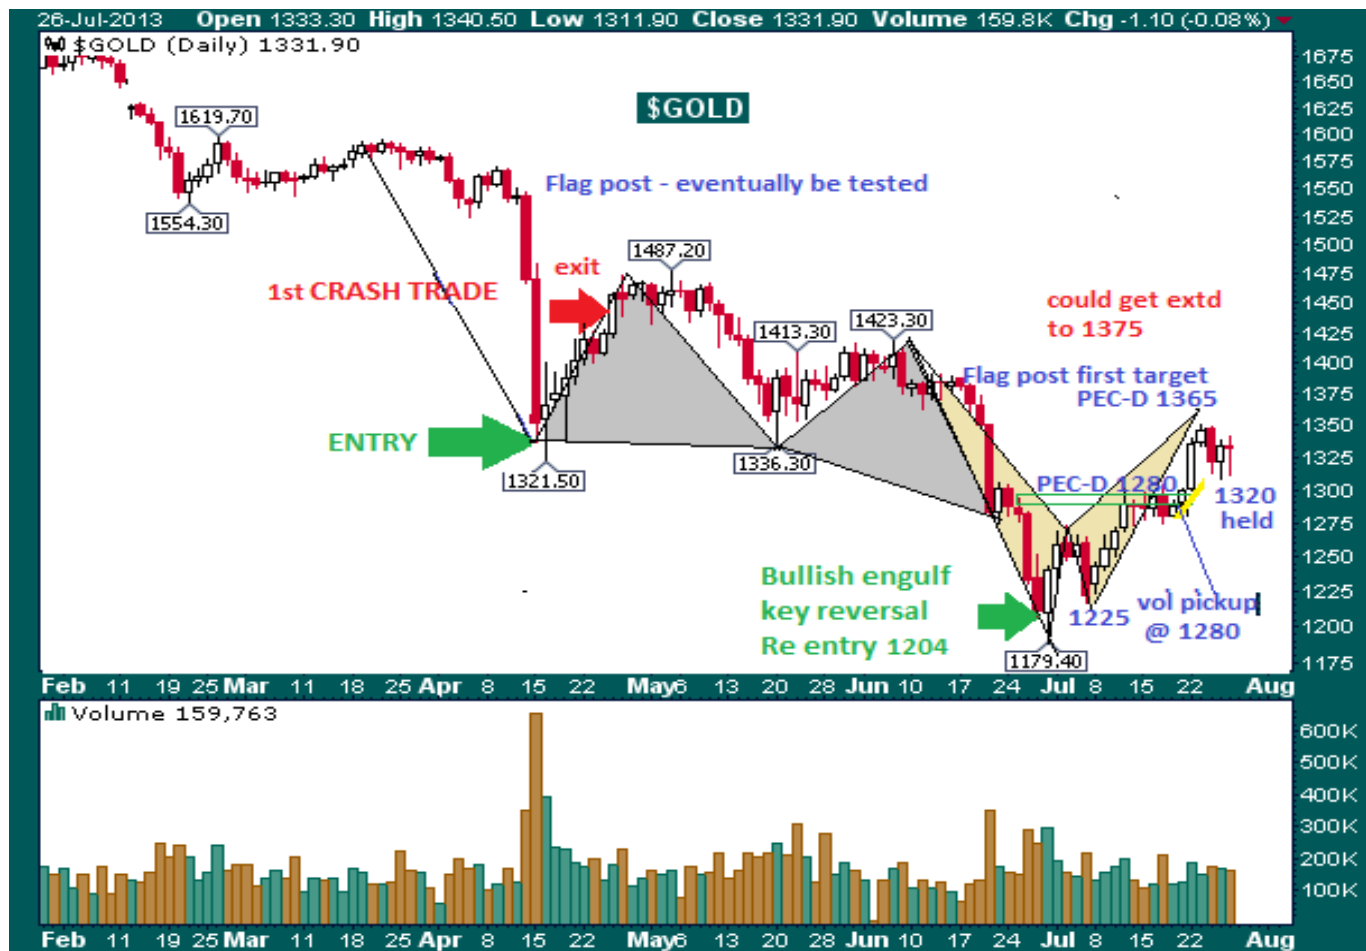 26-Jul-2013 Open 1333.30 High 1340.50 Low 1311.90 Close 1331.90 Volume 159.8K Chg -1.10 (-0.08%)
$GOLD (Daily) 1331.90
$GOLD
1675
1650
1625
1600
1575
1550
1525
1500
1475
1450
1425
1400
1375
1350
1325
1300
1275
1250
1225
1200
1175
1619.70
1554.30
Flag post - eventually be tested
1st CRASH TRADE
exit
1487.20
1413.30
1423.30
could get extd
to 1375
Flag post first target
PEC-D 1365
ENTRY
1321.50
1336.30
PEC-D 1280
1320
held
Bullish engulf
key reversal
Re entry 1204
1225
vol pickup
@ 1280
1179.40
Feb 11 19 25 Mar 11 18 25 Apr 8 15 22 May 6 13 20 28 Jun 10 17 24 Jul 8 15 22 Aug
Volume 159,763
600K
500K
400K
300K
200K
100K
Feb 11 19 25 Mar 11 18 25 Apr 8 15 22 May 6 13 20 28 Jun 10 17 24 Jul 8 15 22 Aug